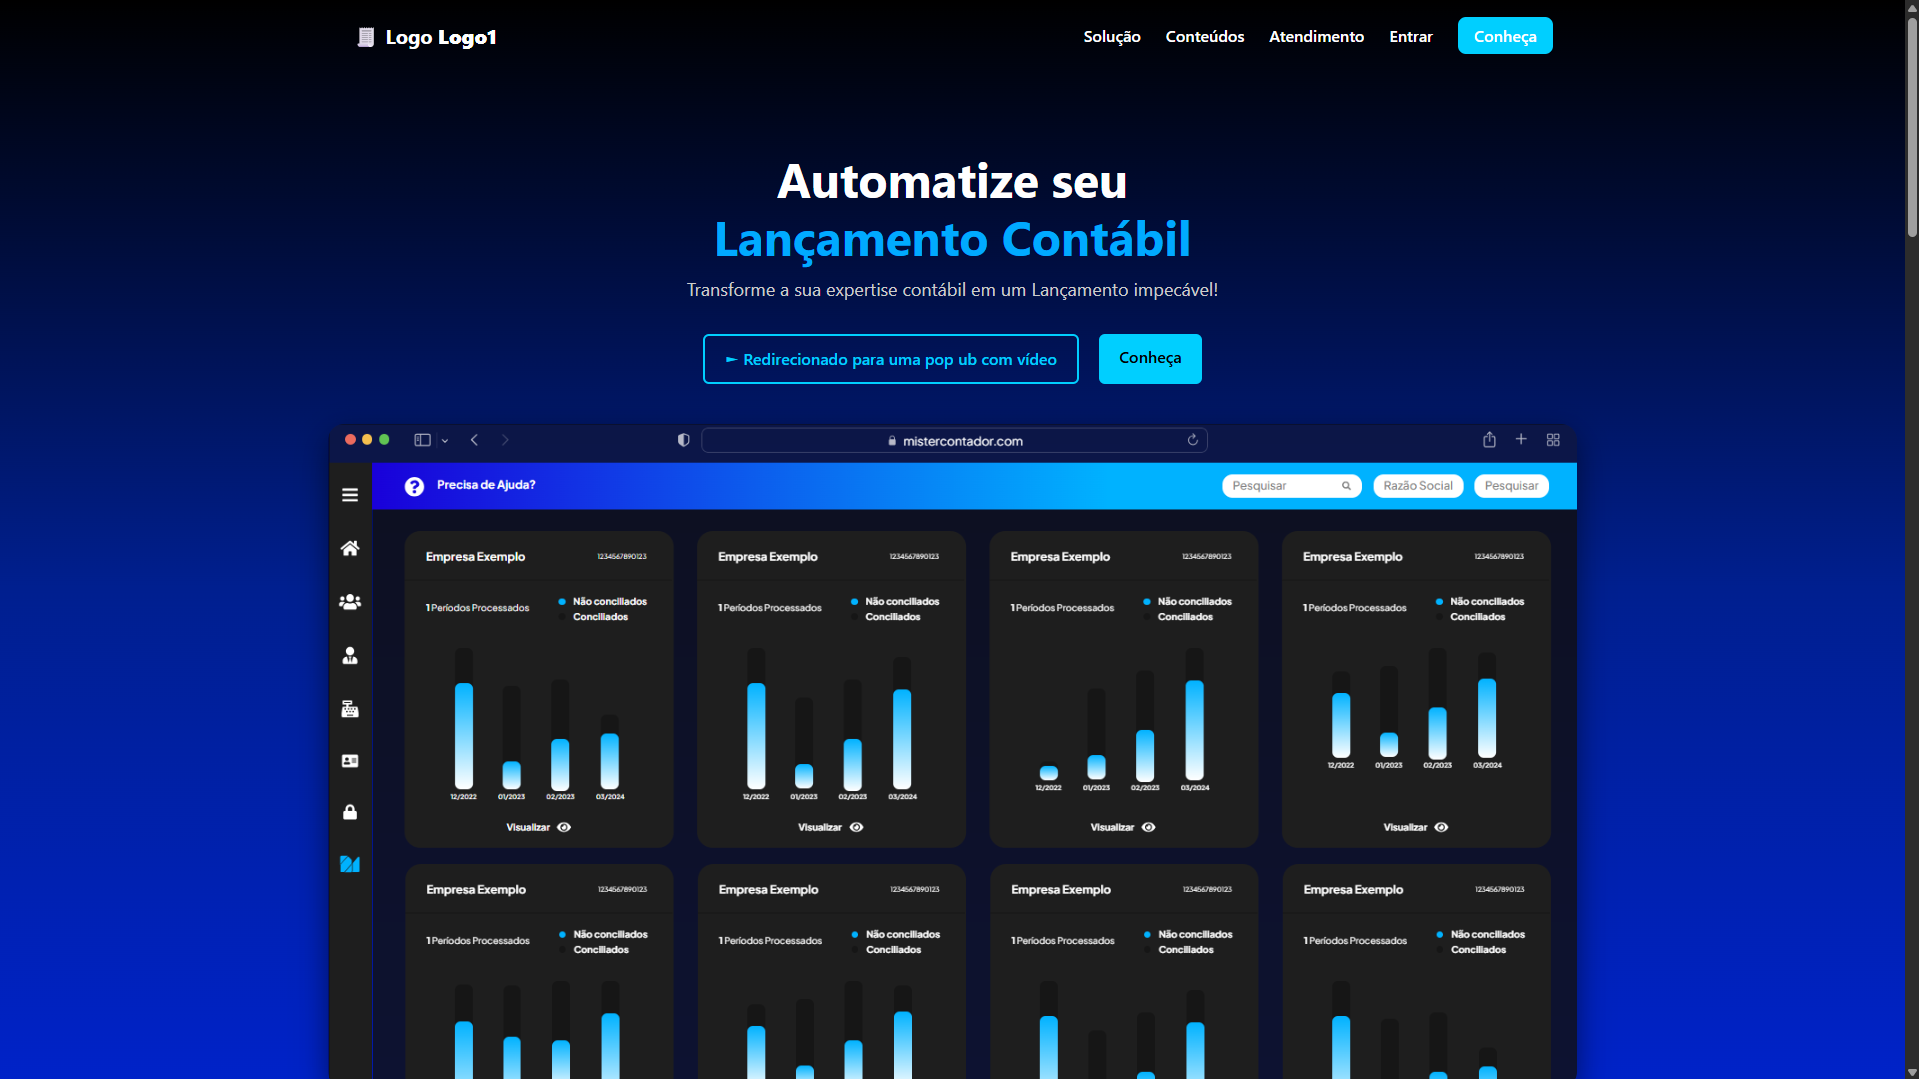 Logo Logo1
Solução Conteúdos Atendimento Entrar Conheça
Automatize seu
Lançamento Contábil
Transforme a sua expertise contábil em um Lançamento impecável!
► Redirecionado para uma pop ub com vídeo
Conheça
mistercontador.com
Precisa de Ajuda?
Pesquisar
Razão Social
Pesquisar
Empresa Exemplo 1234567890123
1 Períodos Processados
Não conciliados
Conciliados
12/2022 01/2023 02/2023 03/2024
Visualizar
Empresa Exemplo 1234567890123
1 Períodos Processados
Não conciliados
Conciliados
12/2022 01/2023 02/2023 03/2024
Visualizar
Empresa Exemplo 1234567890123
1 Períodos Processados
Não conciliados
Conciliados
12/2022 01/2023 02/2023 03/2024
Visualizar
Empresa Exemplo 1234567890123
1 Períodos Processados
Não conciliados
Conciliados
12/2022 01/2023 02/2023 03/2024
Visualizar
Empresa Exemplo 1234567890123
1 Períodos Processados
Não conciliados
Conciliados
Empresa Exemplo 1234567890123
1 Períodos Processados
Não conciliados
Conciliados
Empresa Exemplo 1234567890123
1 Períodos Processados
Não conciliados
Conciliados
Empresa Exemplo 1234567890123
1 Períodos Processados
Não conciliados
Conciliados